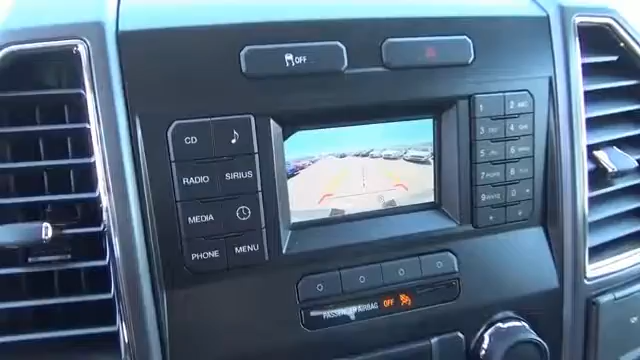 OFF
CD
RADIO SIRIUS
MEDIA
PHONE MENU
1 2 ABC
3 DEF 4 GHI
5 JKL 6 MNO
7 PQRS 8 TUV
9 WXYZ 0
PASSENGER AIRBAG OFF